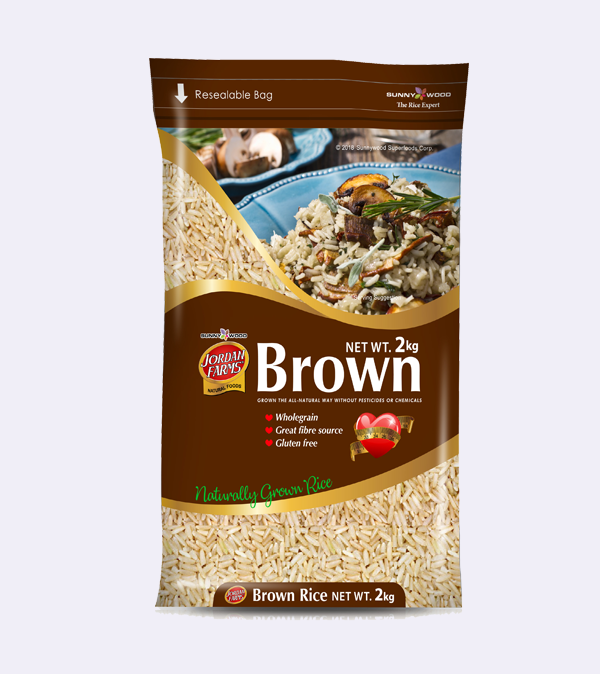 Resealable Bag
SUNNYWOOD
The Rice Expert
© 2018 Sunnywood Superfoods Corp.
Serving Suggestion
SUNNYWOOD
JORDAN
FARMS
NATURAL FOODS
NET WT. 2kg
Brown
GROWN THE ALL-NATURAL WAY WITHOUT PESTICIDES OR CHEMICALS
Wholegrain
Great fibre source
Gluten free
Naturally Grown Rice
JORDAN
FARMS
Brown Rice NET WT. 2kg